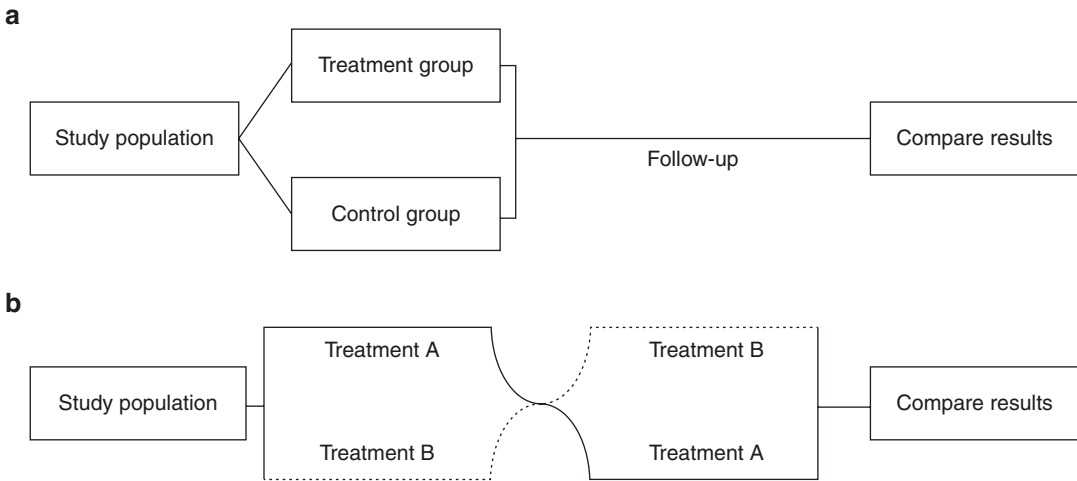 a
Treatment group
Study population
Compare results
Follow-up
Control group
b
Treatment A
Treatment B
Study population
Compare results
Treatment B
Treatment A